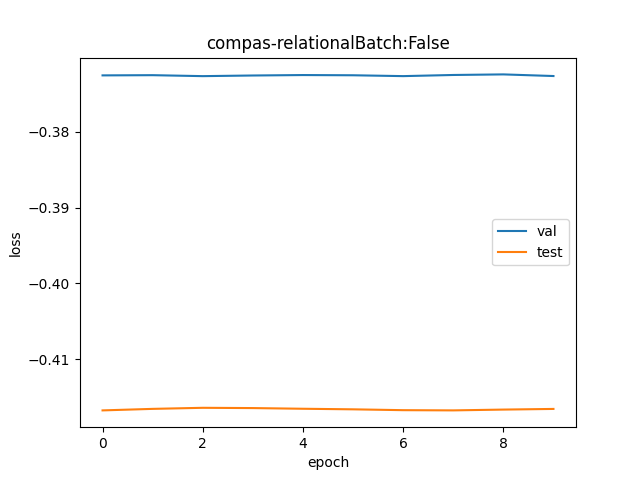 compas-relationalBatch:False
−0.38
−0.39
−0.40
−0.41
loss
val
test
0 2 4 6 8
epoch